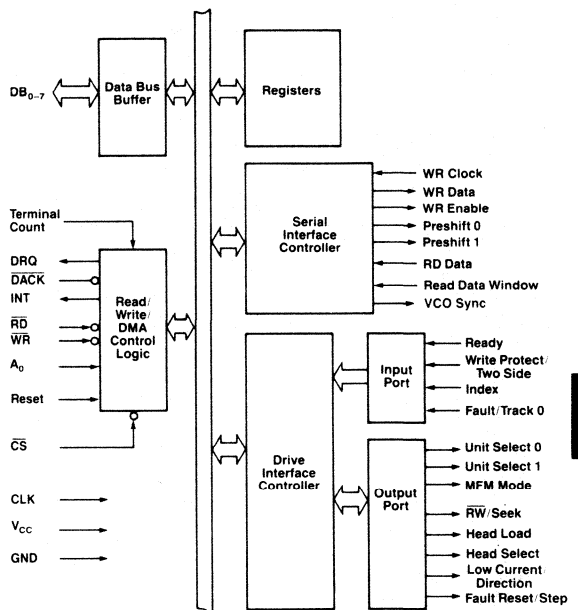 DB0-7
Data Bus
Buffer
Registers
Terminal
Count
DRQ
DACK
INT
RD
WR
A0
Reset
CS
CLK
VCC
GND
Read/
Write/
DMA
Control
Logic
Serial
Interface
Controller
WR Clock
WR Data
WR Enable
Preshift 0
Preshift 1
RD Data
Read Data Window
VCO Sync
Drive
Interface
Controller
Input
Port
Ready
Write Protect/
Two Side
Index
Fault/Track 0
Output
Port
Unit Select 0
Unit Select 1
MFM Mode
RW/Seek
Head Load
Head Select
Low Current/
Direction
Fault Reset/Step